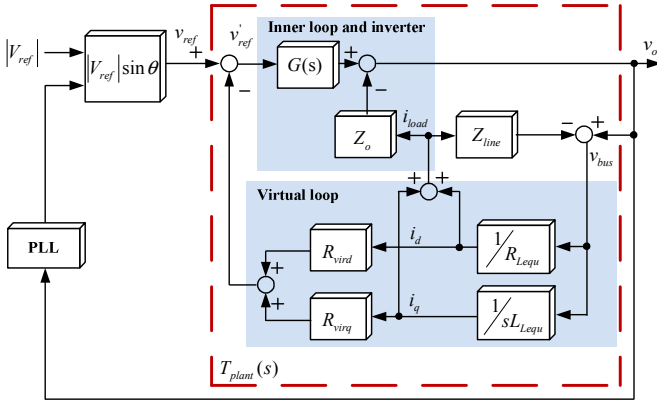 Inner loop and inverter
|V_ref|
v_ref
+
v'_ref
−
|V_ref| sin θ
G(s)
+
−
v_o
Z_o
i_load
Z_line
−
+
v_bus
Virtual loop
+
+
PLL
R_vird
i_d
1/R_Lequ
+
+
R_virq
i_q
1/sL_Lequ
T_plant(s)